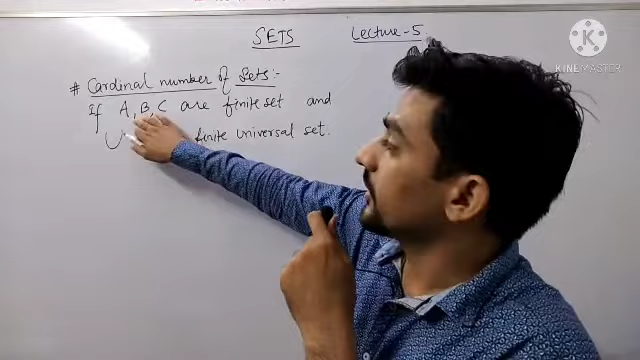 SETS Lecture-5
# Cardinal number of Sets:-
If A, B, C are finite set and
U finite universal set.
KINEMASTER